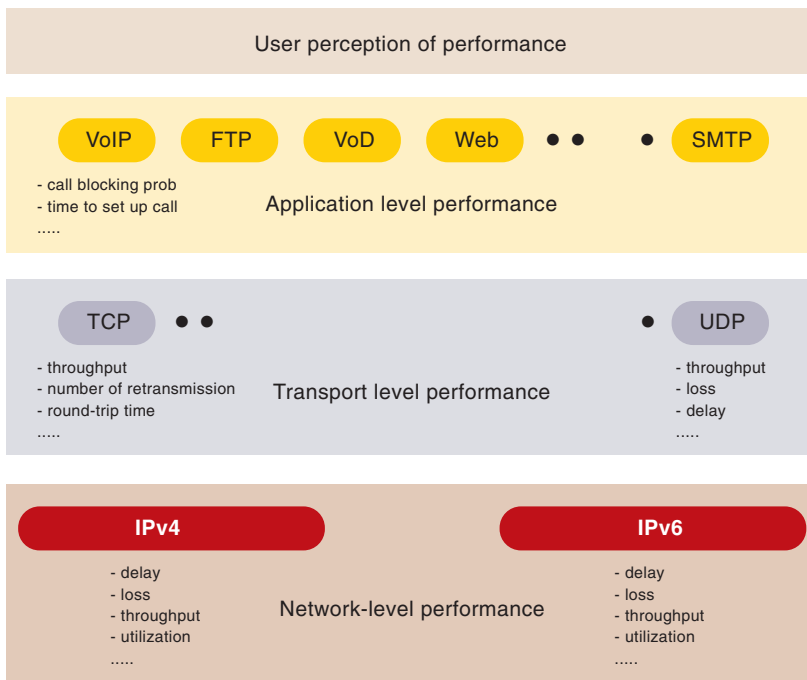 User perception of performance
VoIP FTP VoD Web • • • SMTP
- call blocking prob
- time to set up call
.....
Application level performance
TCP • • • UDP
- throughput
- number of retransmission
- round-trip time
.....
Transport level performance
- throughput
- loss
- delay
.....
IPv4 IPv6
- delay
- loss
- throughput
- utilization
.....
Network-level performance
- delay
- loss
- throughput
- utilization
.....